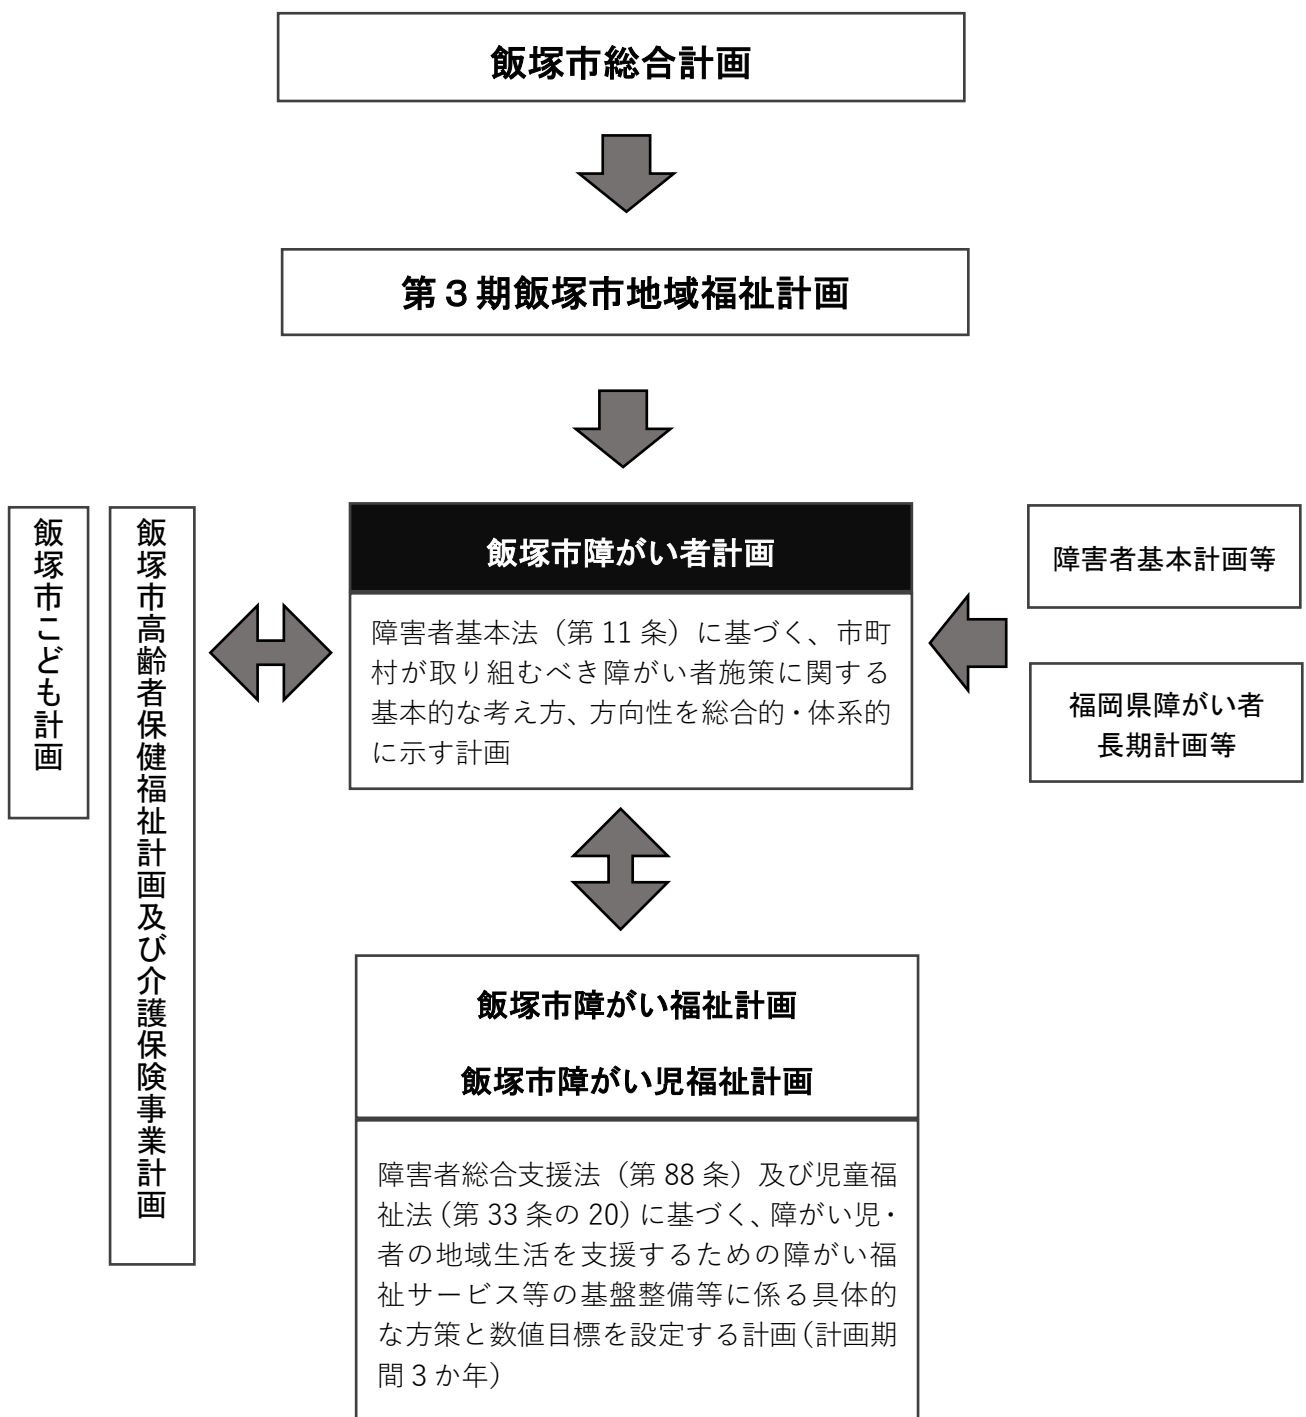 飯塚市総合計画
第３期飯塚市地域福祉計画
飯塚市こども計画
飯塚市高齢者保健福祉計画及び介護保険事業計画
飯塚市障がい者計画
障害者基本法（第 11 条）に基づく、市町
村が取り組むべき障がい者施策に関する
基本的な考え方、方向性を総合的・体系的
に示す計画
障害者基本計画等
福岡県障がい者
長期計画等
飯塚市障がい福祉計画
飯塚市障がい児福祉計画
障害者総合支援法（第 88 条）及び児童福
祉法（第 33 条の 20）に基づく、障がい児・
者の地域生活を支援するための障がい福
祉サービス等の基盤整備等に係る具体的
な方策と数値目標を設定する計画（計画期
間 3 か年）